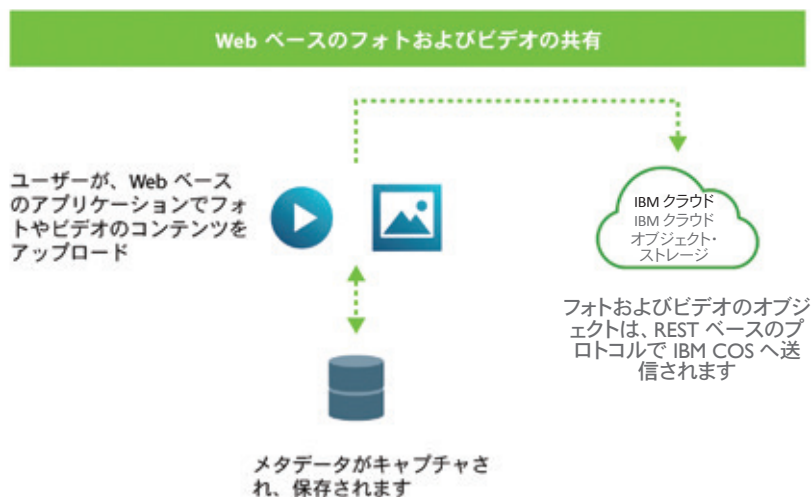 Web ベースのフォトおよびビデオの共有
ユーザーが、Web ベース
のアプリケーションでフォ
トやビデオのコンテンツを
アップロード
IBM クラウド
IBM クラウド
オブジェクト・
ストレージ
フォトおよびビデオのオブジ
ェクトは、REST ベースのプ
ロトコルで IBM COS へ送
信されます
メタデータがキャプチャさ
れ、保存されます